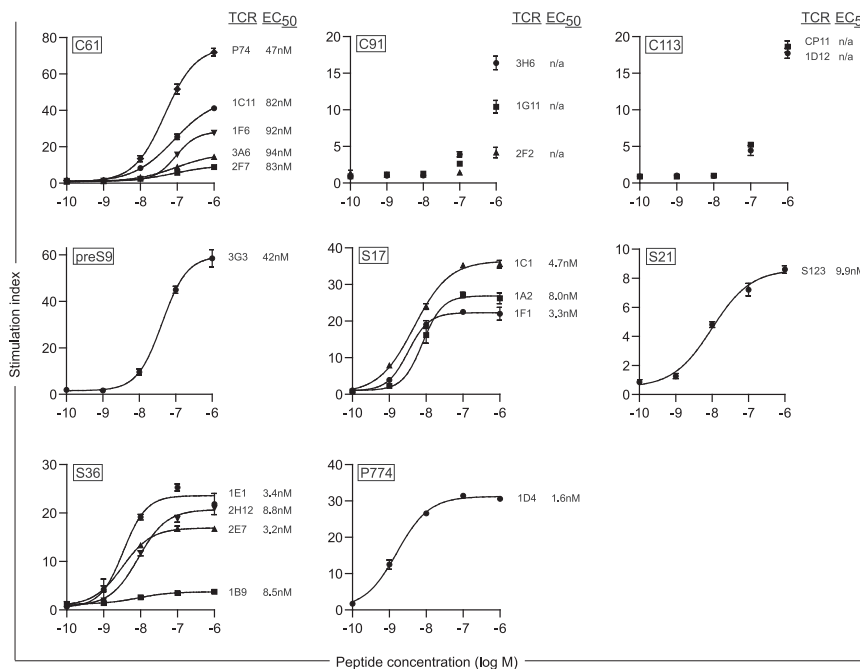 TCR EC50
TCR EC50
TCR EC5
C61
80
60
40
20
0
-10 -9 -8 -7 -6
P74 47nM
1C11 82nM
1F6 92nM
3A6 94nM
2F7 83nM
C91
20
15
10
5
0
-10 -9 -8 -7 -6
3H6 n/a
1G11 n/a
2F2 n/a
C113
20
15
10
5
0
-10 -9 -8 -7 -6
CP11 n/a
1D12 n/a
Stimulation index
preS9
60
40
20
0
-10 -9 -8 -7 -6
3G3 42nM
S17
40
30
20
10
0
-10 -9 -8 -7 -6
1C1 4.7nM
1A2 8.0nM
1F1 3.3nM
S21
10
8
6
4
2
0
-10 -9 -8 -7 -6
S123 9.9nM
S36
30
20
10
0
-10 -9 -8 -7 -6
1E1 3.4nM
2H12 8.8nM
2E7 3.2nM
1B9 8.5nM
P774
40
30
20
10
0
-10 -9 -8 -7 -6
1D4 1.6nM
Peptide concentration (log M)